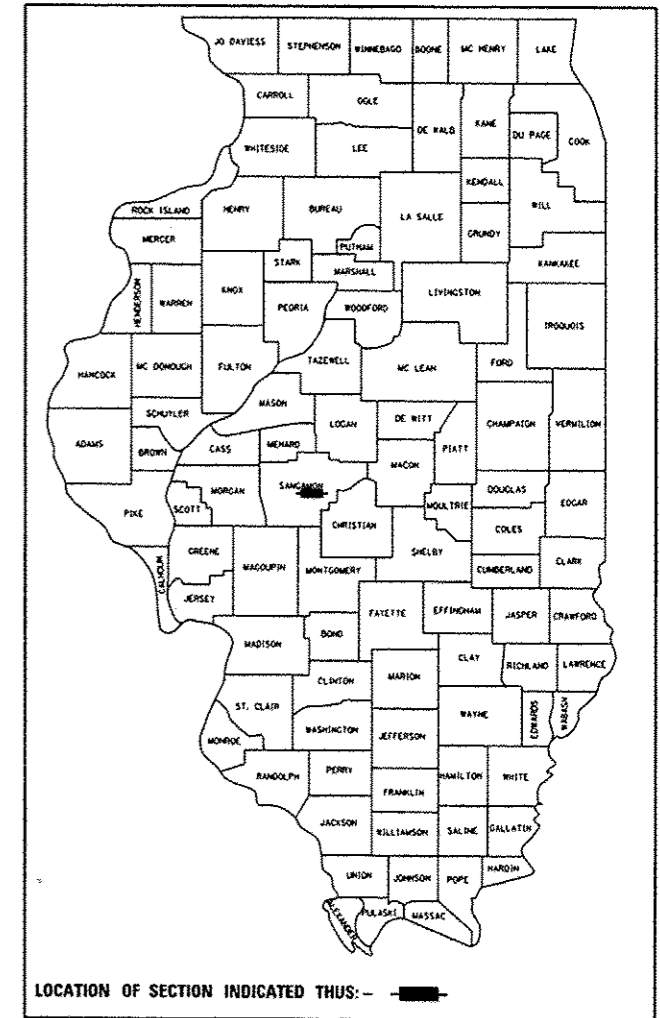 JO DAVIESS STEPHENSON WINNEBAGO BOONE MC HENRY LAKE
CARROLL OGLE DE KALB KANE DU PAGE COOK
WHITESIDE LEE
KENDALL WILL
ROCK ISLAND HENRY BUREAU LA SALLE GRUNDY
MERCER PUTNAM KANKAKEE
STARK MARSHALL
HENDERSON WARREN KNOX PEORIA WOODFORD LIVINGSTON IROQUOIS
HANCOCK MC DONOUGH FULTON TAZEWELL MC LEAN FORD
SCHUYLER MASON LOGAN DE WITT CHAMPAIGN VERMILION
ADAMS BROWN CASS MENARD PIATT
MACON
PIKE SCOTT MORGAN SANGAMON MOULTRIE DOUGLAS EDGAR
CHRISTIAN COLES
CALHOUN GREENE MACOUPIN MONTGOMERY SHELBY CUMBERLAND CLARK
JERSEY FAYETTE EFFINGHAM JASPER CRAWFORD
MADISON BOND
CLAY RICHLAND LAWRENCE
CLINTON MARION
ST. CLAIR WAYNE EDWARDS WABASH
MONROE WASHINGTON JEFFERSON
RANDOLPH PERRY HAMILTON WHITE
FRANKLIN
JACKSON WILLIAMSON SALINE GALLATIN
UNION JOHNSON POPE HARDIN
ALEXANDER PULASKI MASSAC
LOCATION OF SECTION INDICATED THUS:-